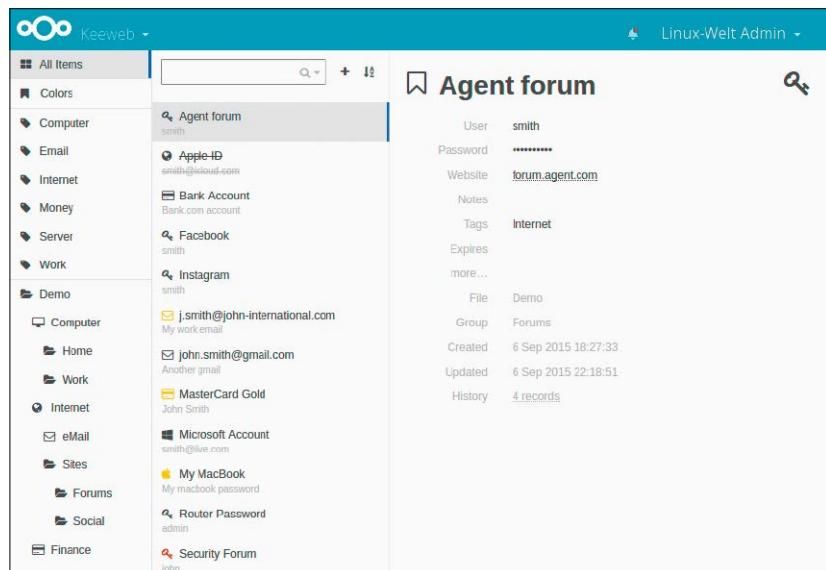 Keeweb
Linux-Welt Admin
All Items
Colors
Computer
Email
Internet
Money
Server
Work
Demo
Computer
Home
Work
Internet
eMail
Sites
Forums
Social
Finance
Agent forum
smith
Apple ID
smith@icloud.com
Bank Account
Bank.com account
Facebook
smith
Instagram
smith
j.smith@john-international.com
My work email
john.smith@gmail.com
Another gmail
MasterCard Gold
John Smith
Microsoft Account
smith@live.com
My MacBook
My macbook password
Router Password
admin
Security Forum
john
Agent forum
User smith
Password ••••••••••
Website forum.agent.com
Notes
Tags Internet
Expires
more...
File Demo
Group Forums
Created 6 Sep 2015 18:27:33
Updated 6 Sep 2015 22:18:51
History 4 records